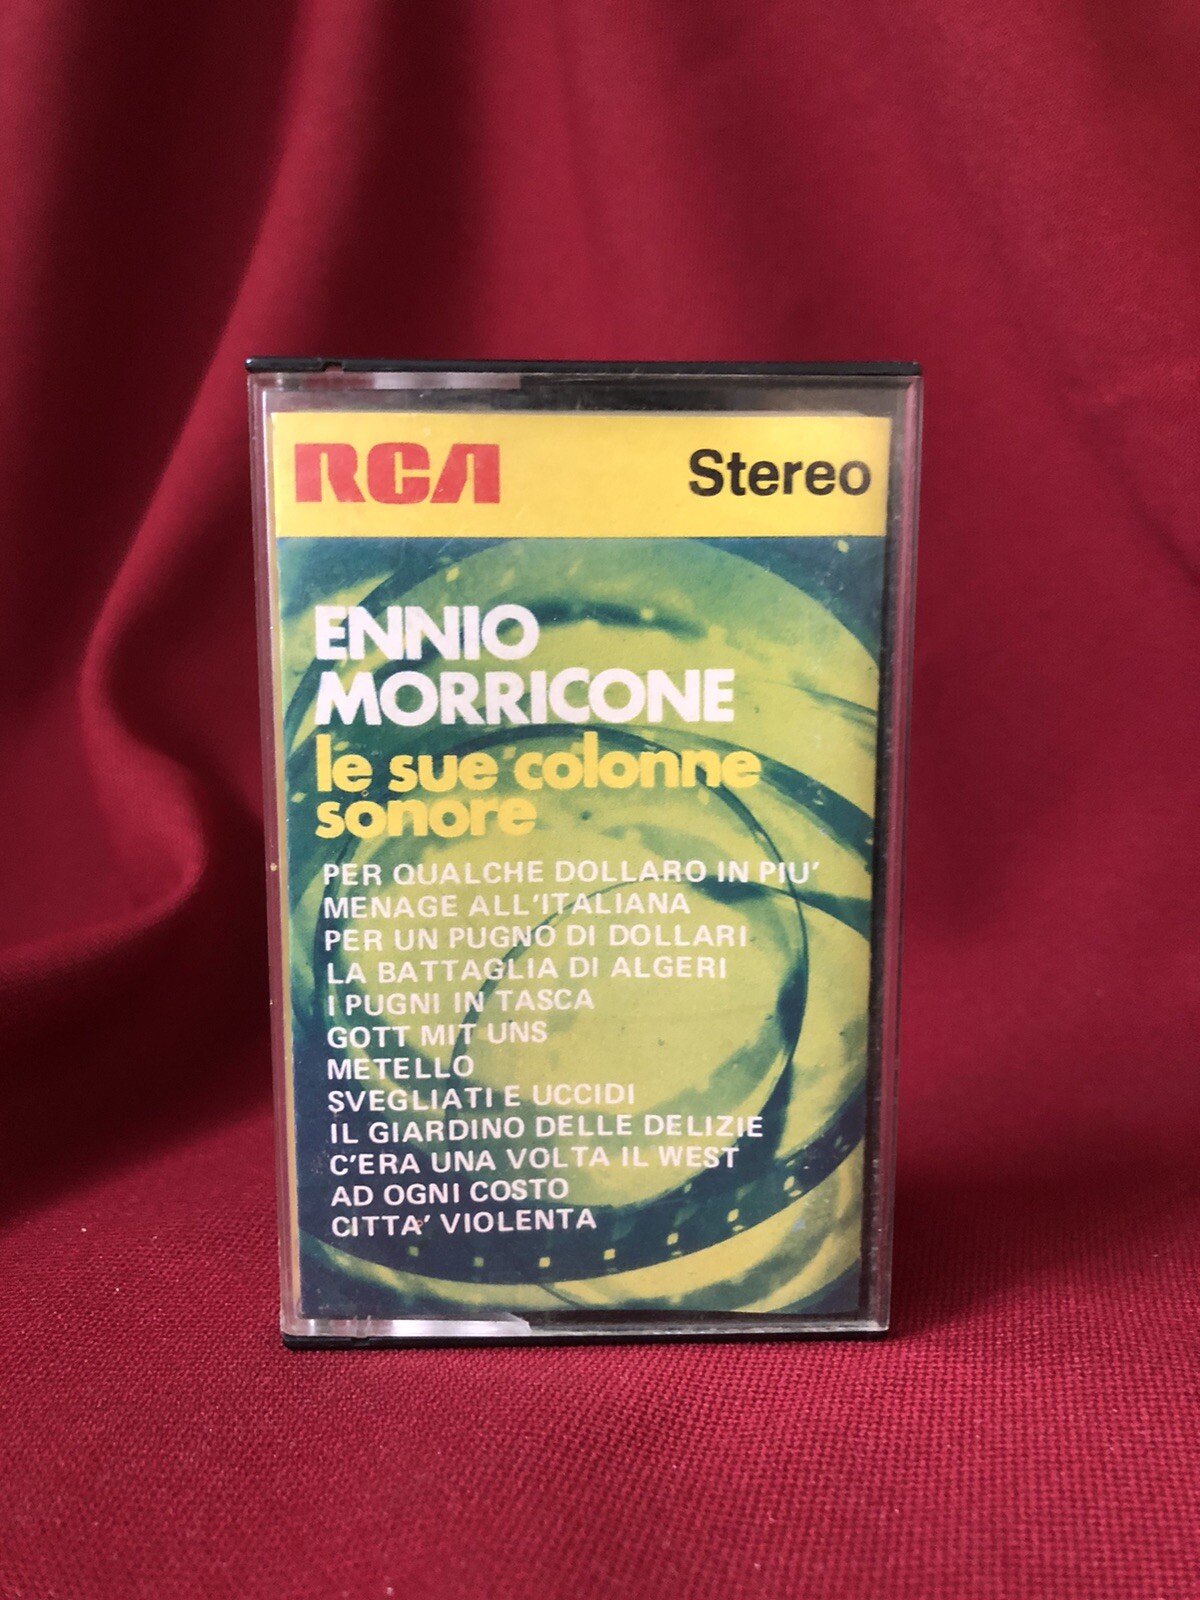 RCA
Stereo
ENNIO
MORRICONE
le sue colonne
sonore
PER QUALCHE DOLLARO IN PIU'
MENAGE ALL'ITALIANA
PER UN PUGNO DI DOLLARI
LA BATTAGLIA DI ALGERI
I PUGNI IN TASCA
GOTT MIT UNS
METELLO
SVEGLIATI E UCCIDI
IL GIARDINO DELLE DELIZIE
C'ERA UNA VOLTA IL WEST
AD OGNI COSTO
CITTA' VIOLENTA